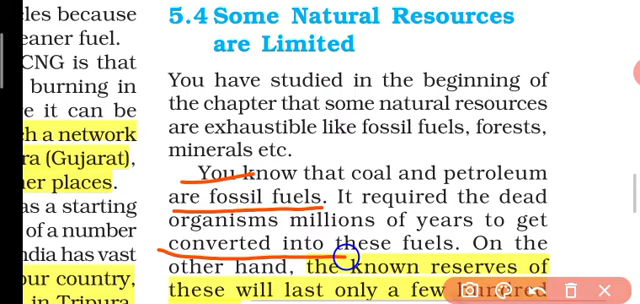 cles because
eaner fuel.
CNG is that
burning in
e it can be
h a network
ra (Gujarat),
er places.
as a starting
of a number
dia has vast
our country,
in Tripura,
5.4 Some Natural Resources
are Limited
You have studied in the beginning of
the chapter that some natural resources
are exhaustible like fossil fuels, forests,
minerals etc.
You know that coal and petroleum
are fossil fuels. It required the dead
organisms millions of years to get
converted into these fuels. On the
other hand, the known reserves of
these will last only a few hundred